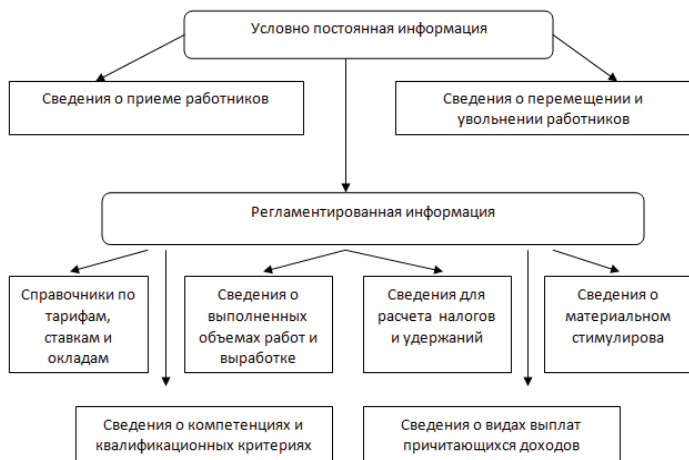 Условно постоянная информация
Сведения о приеме работников
Сведения о перемещении и
увольнении работников
Регламентированная информация
Справочники по
тарифам,
ставкам и
окладам
Сведения о
выполненных
объемах работ и
выработке
Сведения для
расчета налогов
и удержаний
Сведения о
материальном
стимулирова
Сведения о компетенциях и
квалификационных критериях
Сведения о видах выплат
причитающихся доходов